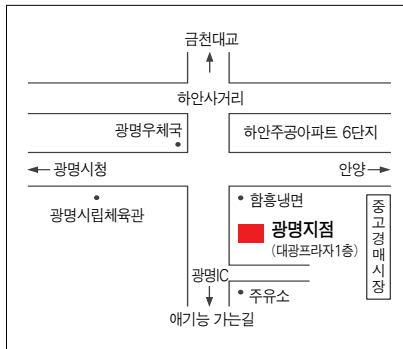 금천대교
하안사거리
광명우체국
하안주공아파트 6단지
광명시청
안양
광명시립체육관
함흥냉면
광명지점
(대광프라자1층)
중고경매시장
광명IC
주유소
애기능 가는길